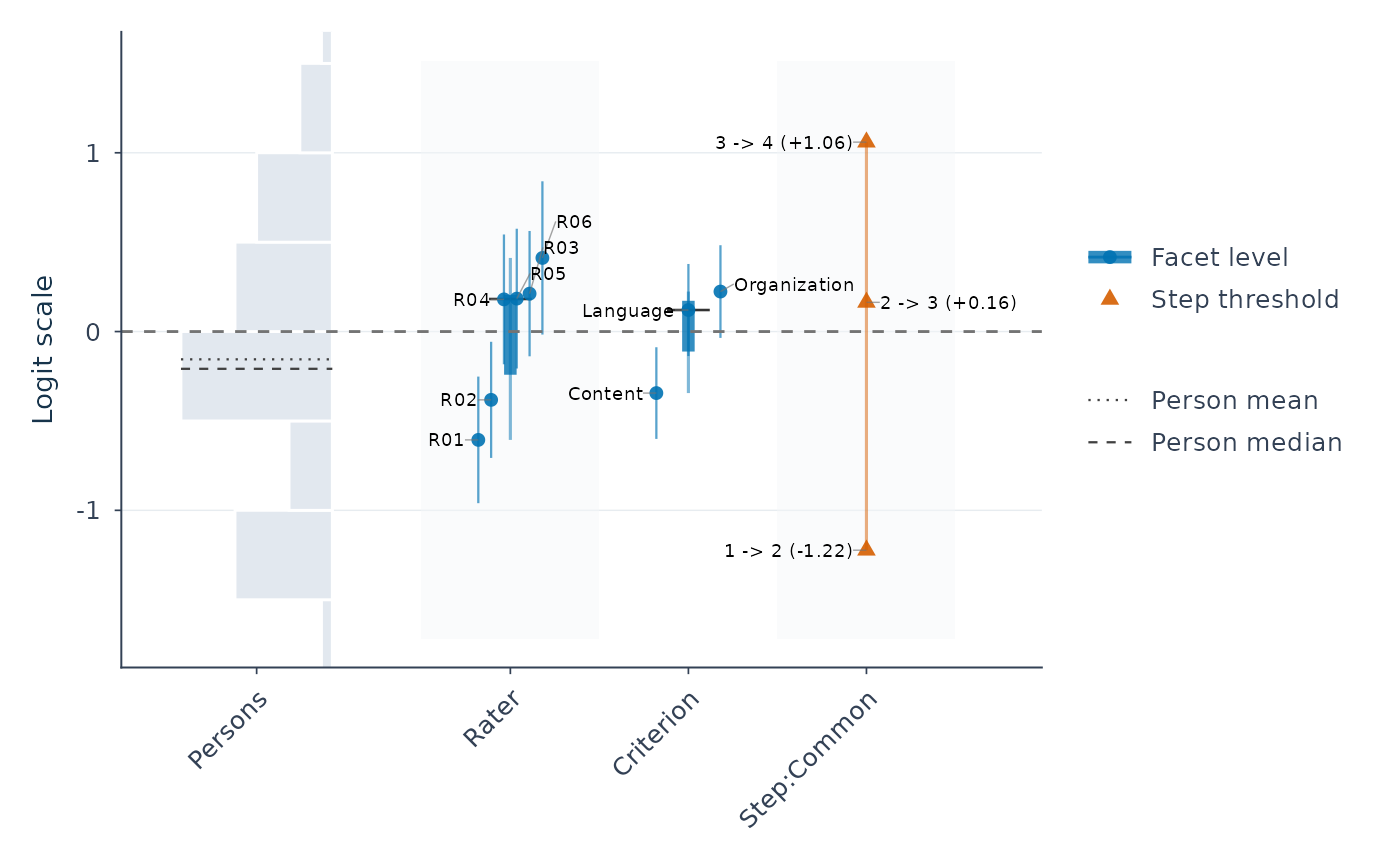 Logit scale
1
0
-1
R06
R03
R05
R04
R02
R01
Language
Organization
Content
3 -> 4 (+1.06)
2 -> 3 (+0.16)
1 -> 2 (-1.22)
Persons
Rater
Criterion
Step:Common
Facet level
Step threshold
Person mean
Person median